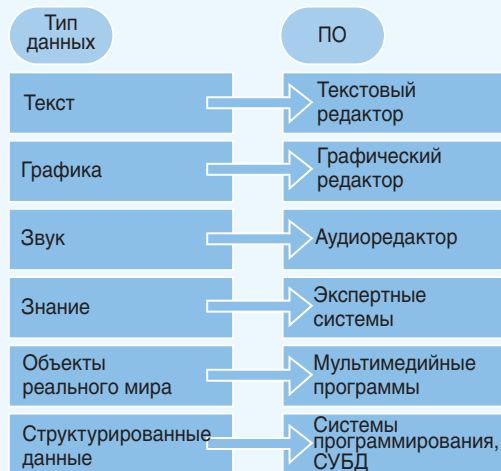 Тип
данных
ПО
Текст
Текстовый
редактор
Графика
Графический
редактор
Звук
Аудиоредактор
Знание
Экспертные
системы
Объекты
реального мира
Мультимедийные
программы
Структурированные
данные
Системы
программирования,
СУБД